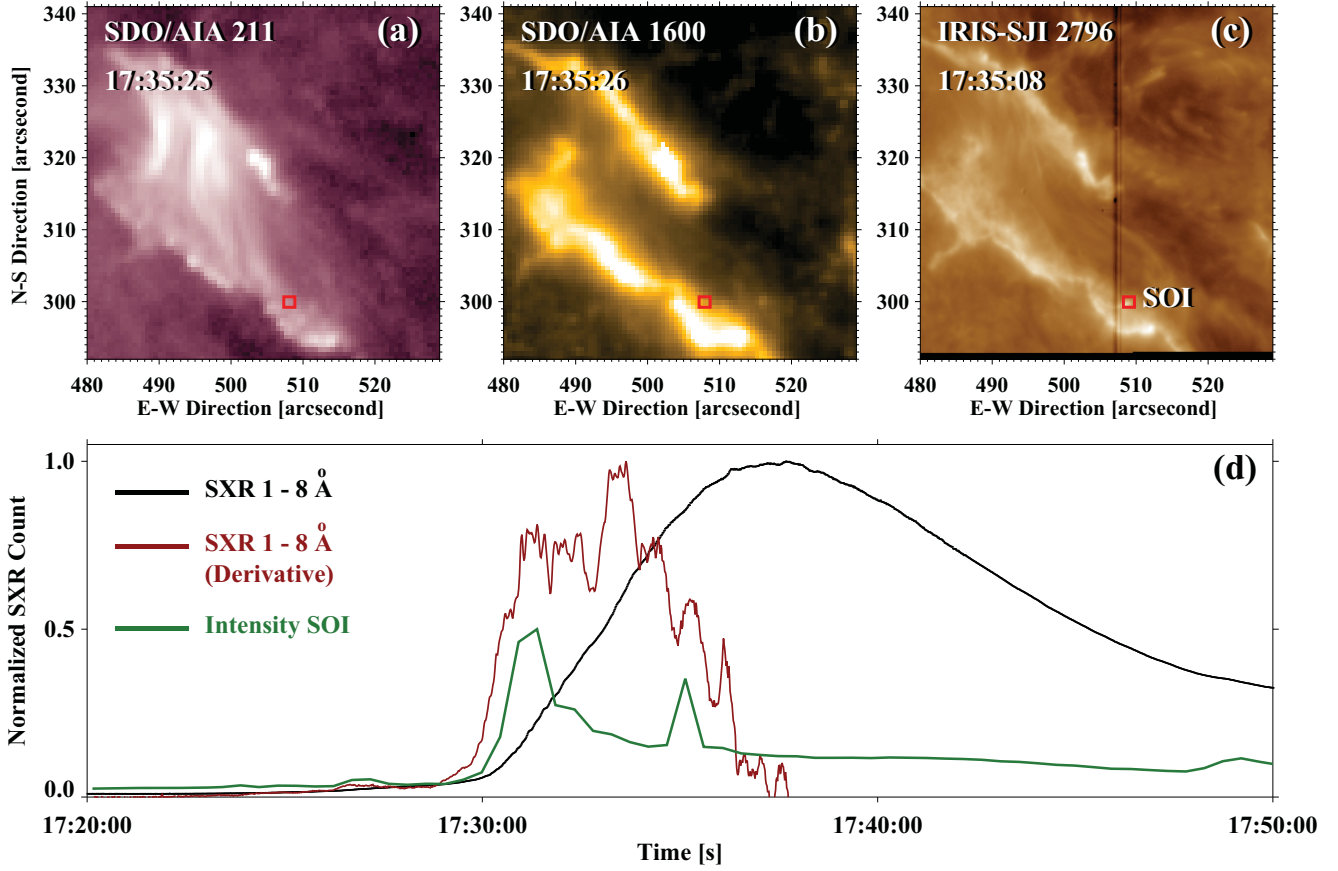 SDO/AIA 211 (a)
17:35:25
SDO/AIA 1600 (b)
17:35:26
IRIS-SJI 2796 (c)
17:35:08
SOI
340
330
320
310
300
N-S Direction [arcsecond]
480 490 500 510 520
E-W Direction [arcsecond]
340
330
320
310
300
480 490 500 510 520
E-W Direction [arcsecond]
340
330
320
310
300
480 490 500 510 520
E-W Direction [arcsecond]
(d)
SXR 1 - 8 Å
SXR 1 - 8 Å
(Derivative)
Intensity SOI
1.0
0.5
0.0
Normalized SXR Count
17:20:00 17:30:00 17:40:00 17:50:00
Time [s]